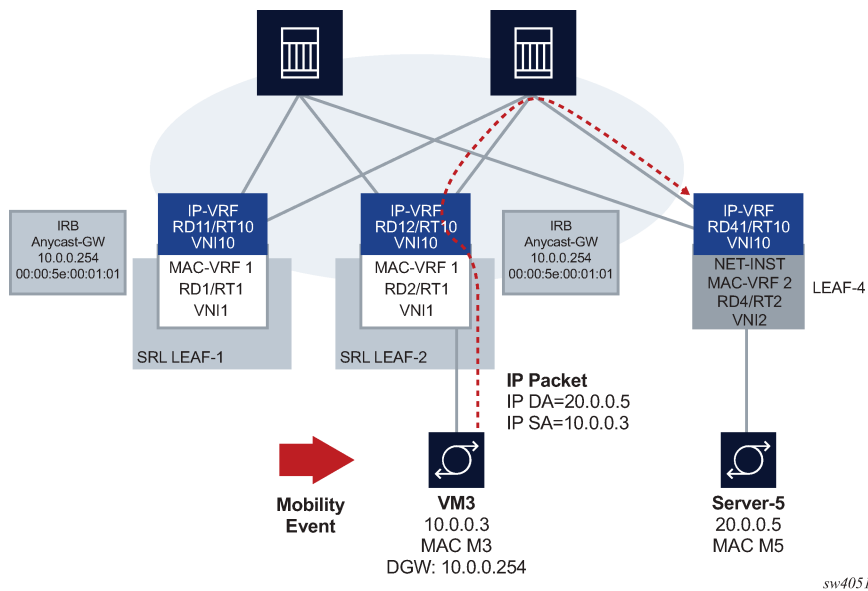 IP-VRF
RD11/RT10
VNI10
IP-VRF
RD12/RT10
VNI10
IP-VRF
RD41/RT10
VNI10
IRB
Anycast-GW
10.0.0.254
00:00:5e:00:01:01
MAC-VRF 1
RD1/RT1
VNI1
MAC-VRF 1
RD2/RT1
VNI1
IRB
Anycast-GW
10.0.0.254
00:00:5e:00:01:01
NET-INST
MAC-VRF 2
RD4/RT2
VNI2
LEAF-4
SRL LEAF-1
SRL LEAF-2
IP Packet
IP DA=20.0.0.5
IP SA=10.0.0.3
Mobility
Event
VM3
10.0.0.3
MAC M3
DGW: 10.0.0.254
Server-5
20.0.0.5
MAC M5
sw4051